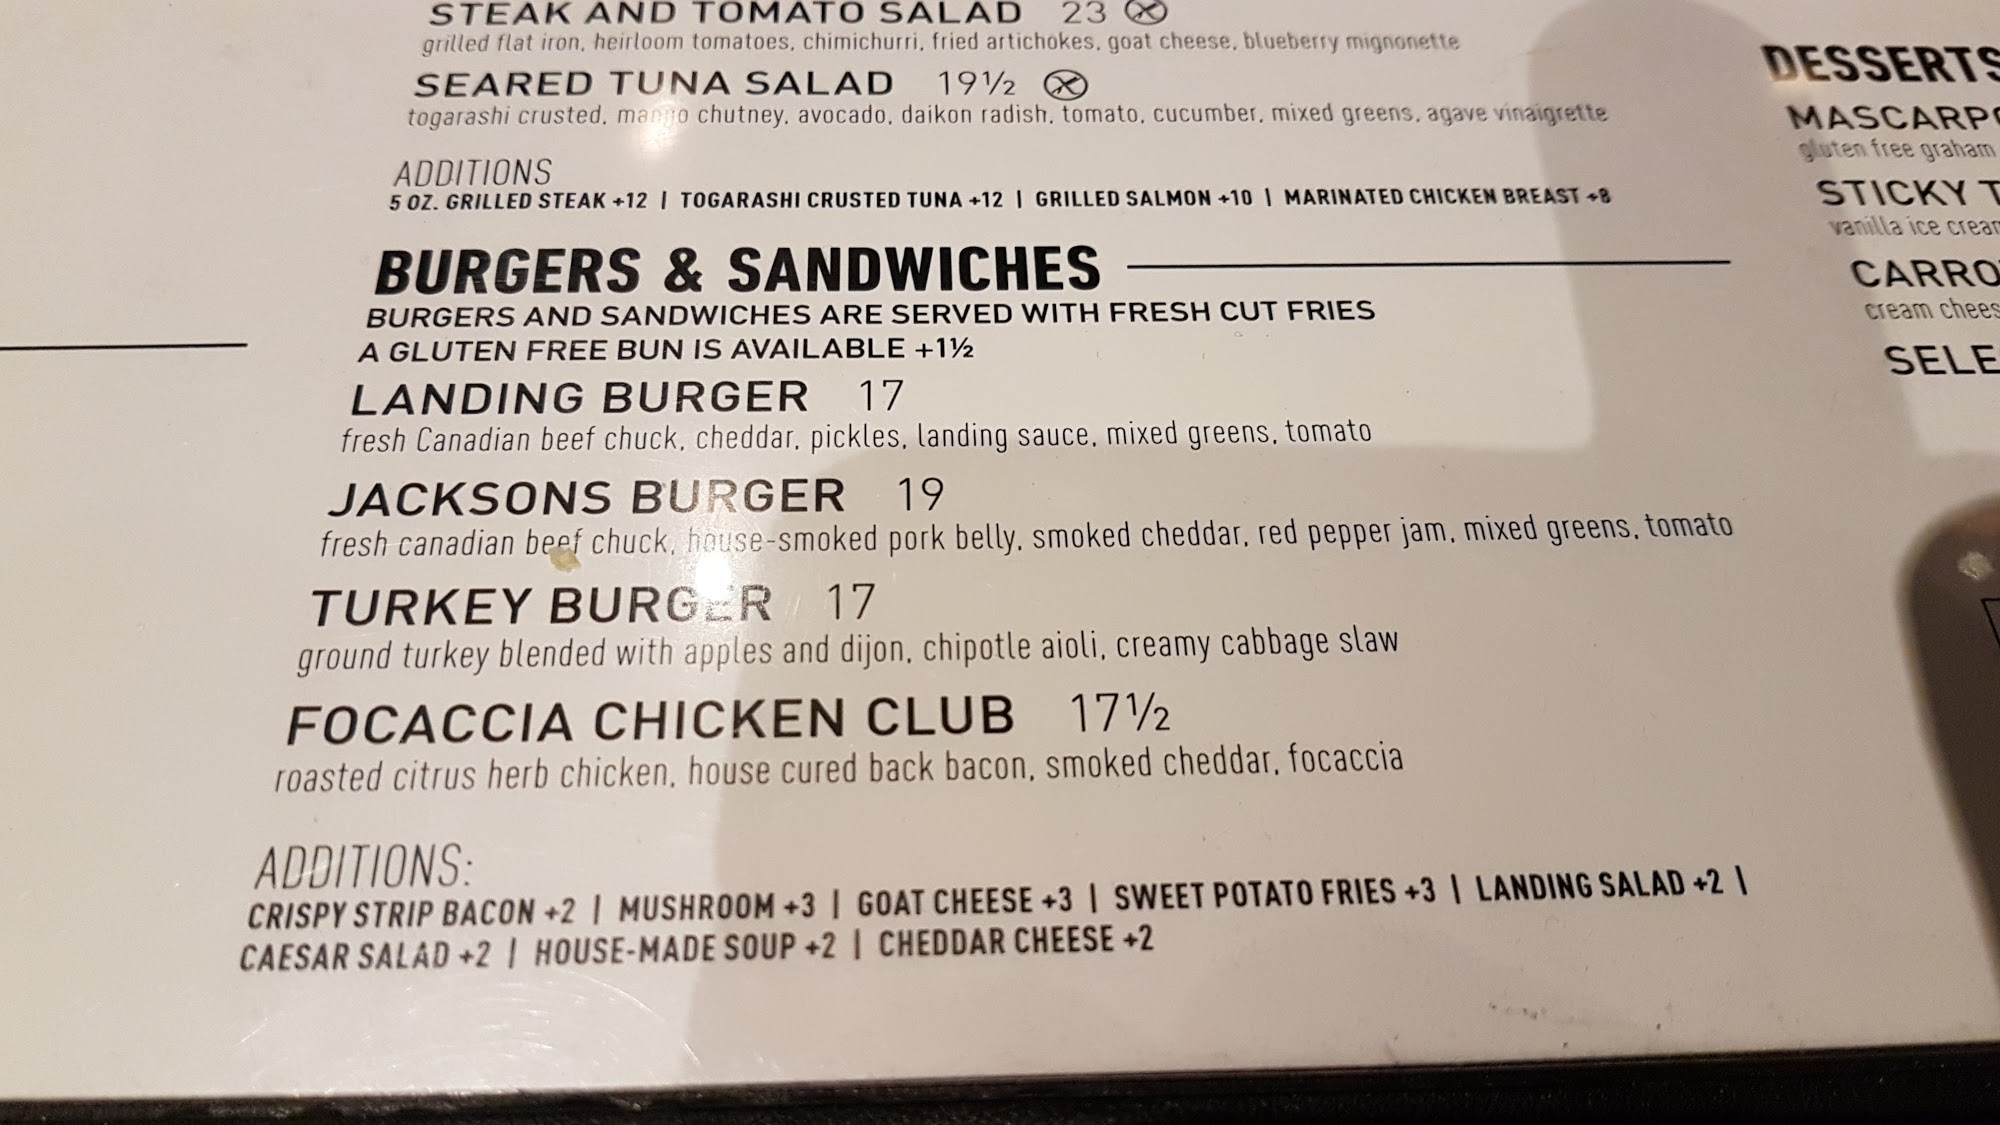 STEAK AND TOMATO SALAD 23
grilled flat iron, heirloom tomatoes, chimichurri, fried artichokes, goat cheese, blueberry mignonette
SEARED TUNA SALAD 19½
togarashi crusted, mango chutney, avocado, daikon radish, tomato, cucumber, mixed greens, agave vinaigrette
ADDITIONS
5 OZ. GRILLED STEAK +12 | TOGARASHI CRUSTED TUNA +12 | GRILLED SALMON +10 | MARINATED CHICKEN BREAST +8
BURGERS & SANDWICHES
BURGERS AND SANDWICHES ARE SERVED WITH FRESH CUT FRIES
A GLUTEN FREE BUN IS AVAILABLE +1½
LANDING BURGER 17
fresh Canadian beef chuck, cheddar, pickles, landing sauce, mixed greens, tomato
JACKSONS BURGER 19
fresh canadian beef chuck, house-smoked pork belly, smoked cheddar, red pepper jam, mixed greens, tomato
TURKEY BURGER 17
ground turkey blended with apples and dijon, chipotle aioli, creamy cabbage slaw
FOCACCIA CHICKEN CLUB 17½
roasted citrus herb chicken, house cured back bacon, smoked cheddar, focaccia
ADDITIONS:
CRISPY STRIP BACON +2 | MUSHROOM +3 | GOAT CHEESE +3 | SWEET POTATO FRIES +3 | LANDING SALAD +2 |
CAESAR SALAD +2 | HOUSE-MADE SOUP +2 | CHEDDAR CHEESE +2
DESSERTS
MASCARPO
gluten free graham
STICKY T
vanilla ice crea
CARRO
cream chees
SELE